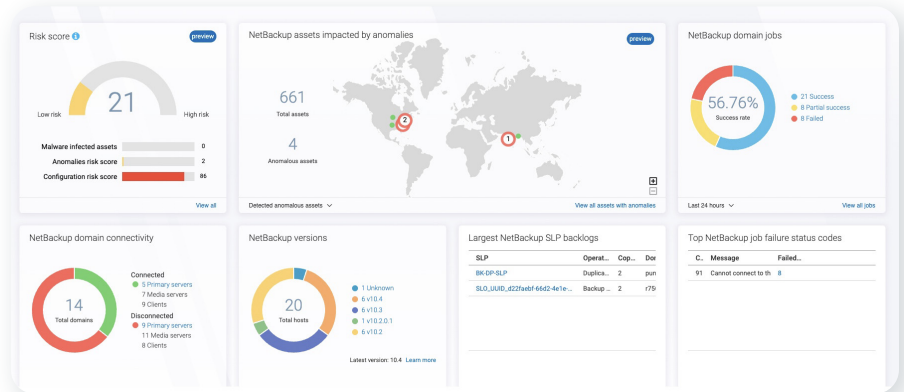 Risk score
preview
21
Low risk
High risk
Malware infected assets 0
Anomalies risk score 2
Configuration risk score 86
View all
NetBackup assets impacted by anomalies
preview
661
Total assets
4
Anomalous assets
2
1
Detected anomalous assets
View all assets with anomalies
NetBackup domain jobs
56.76%
Success rate
21 Success
8 Partial success
8 Failed
Last 24 hours
View all jobs
NetBackup domain connectivity
14
Total domains
Connected
5 Primary servers
7 Media servers
9 Clients
Disconnected
9 Primary servers
11 Media servers
8 Clients
NetBackup versions
20
Total hosts
1 Unknown
6 v10.4
6 v10.3
1 v10.2.0.1
6 v10.2
Latest version: 10.4 Learn more
Largest NetBackup SLP backlogs
SLP Operat... Cop... Dor
BK-DP-SLP Duplica... 2 pun
SLO_UUID_d22faebf-66d2-4e1e-... Backup ... 2 r750
Top NetBackup job failure status codes
C.. Message Failed...
91 Cannot connect to th 8